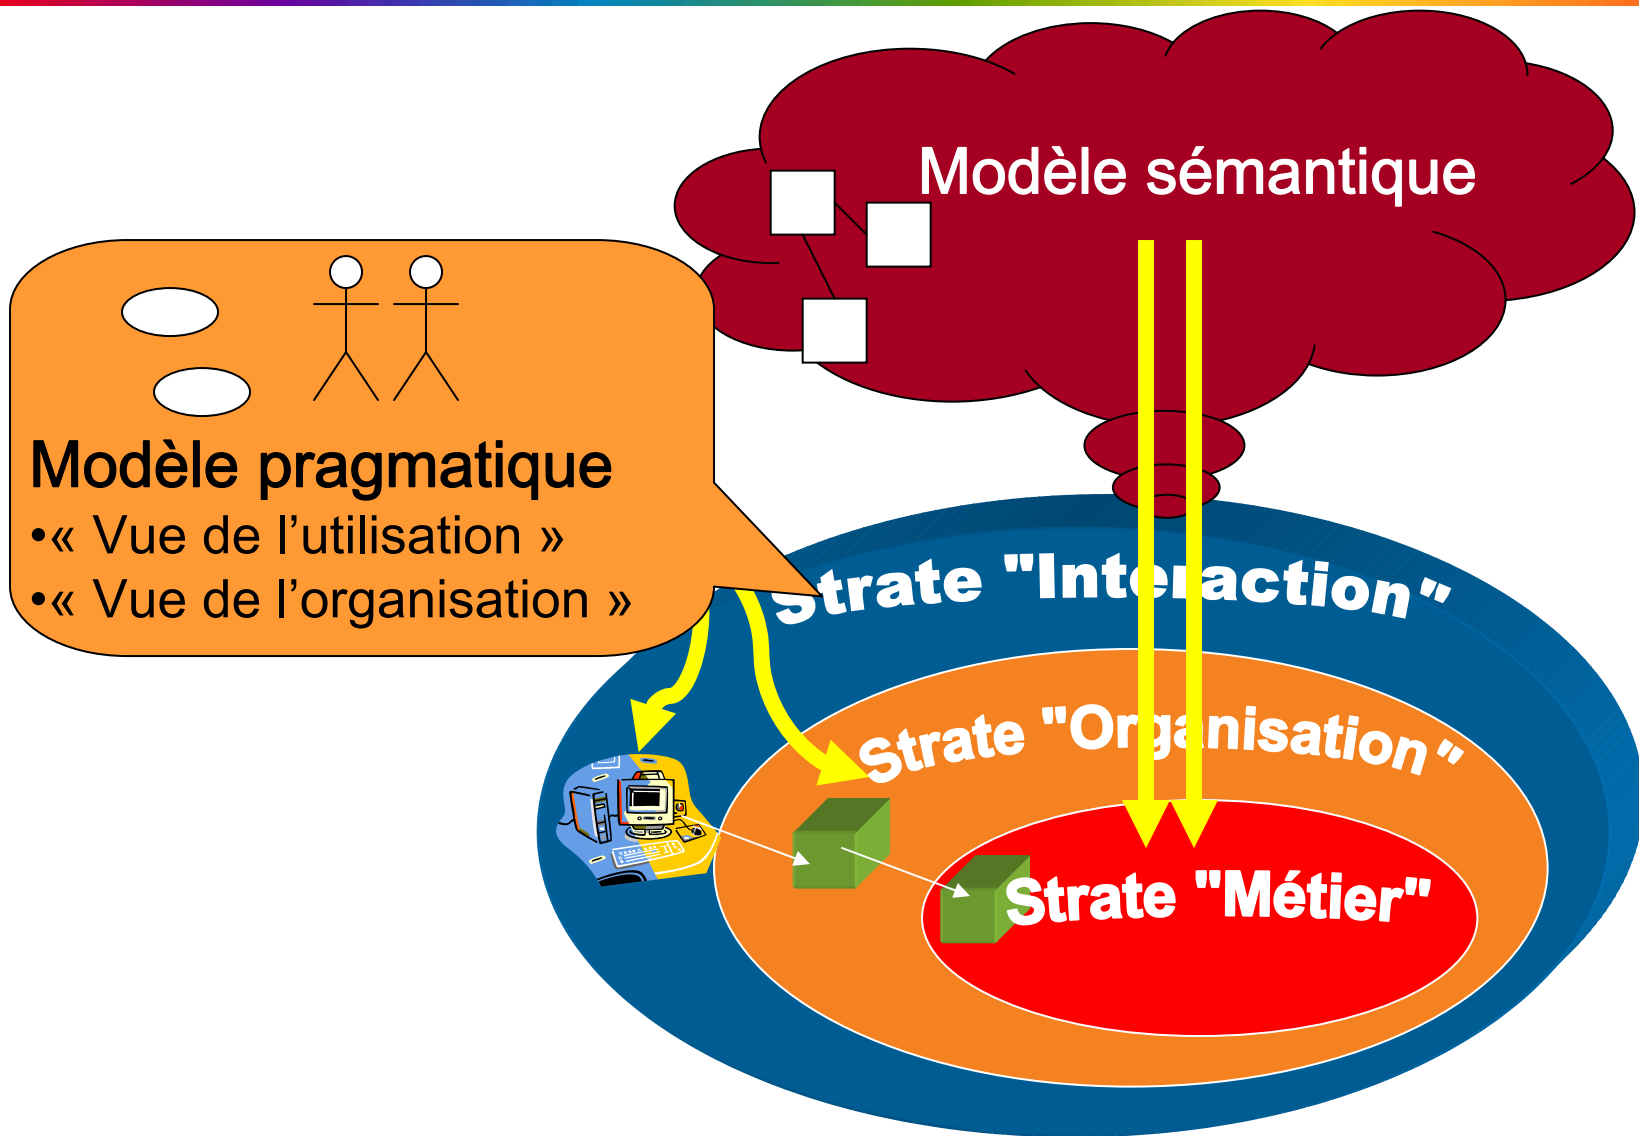 Modèle sémantique
Modèle pragmatique
•« Vue de l’utilisation »
•« Vue de l’organisation »
Strate "Interaction"
Strate "Organisation"
Strate "Métier"